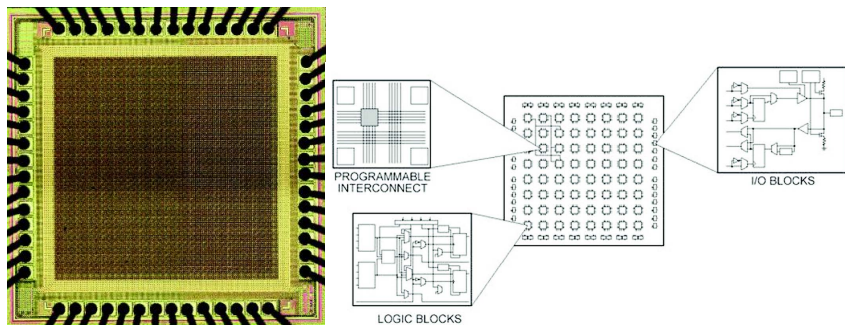 PROGRAMMABLE
INTERCONNECT
I/O BLOCKS
LOGIC BLOCKS